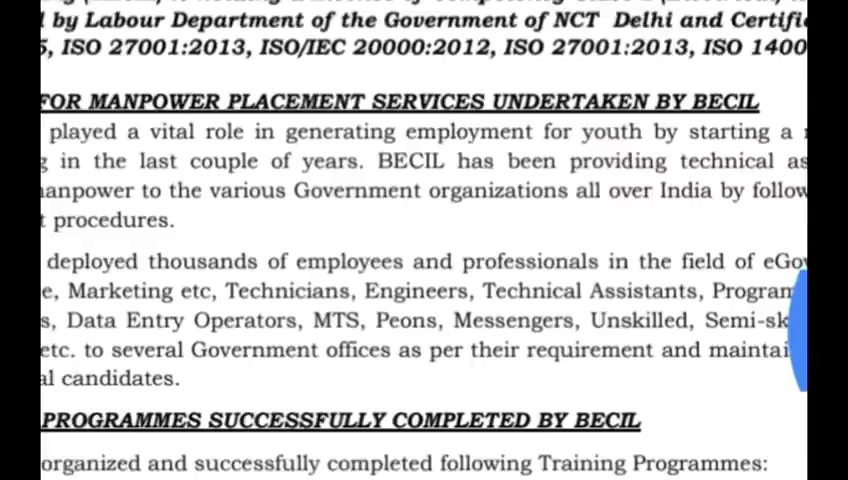 l by Labour Department of the Government of NCT Delhi and Certifi
5, ISO 27001:2013, ISO/IEC 20000:2012, ISO 27001:2013, ISO 1400
FOR MANPOWER PLACEMENT SERVICES UNDERTAKEN BY BECIL
played a vital role in generating employment for youth by starting a
g in the last couple of years. BECIL has been providing technical as
manpower to the various Government organizations all over India by follow
t procedures.
deployed thousands of employees and professionals in the field of eGov
e, Marketing etc, Technicians, Engineers, Technical Assistants, Program
s, Data Entry Operators, MTS, Peons, Messengers, Unskilled, Semi-sk
etc. to several Government offices as per their requirement and maintai
al candidates.
PROGRAMMES SUCCESSFULLY COMPLETED BY BECIL
organized and successfully completed following Training Programmes: